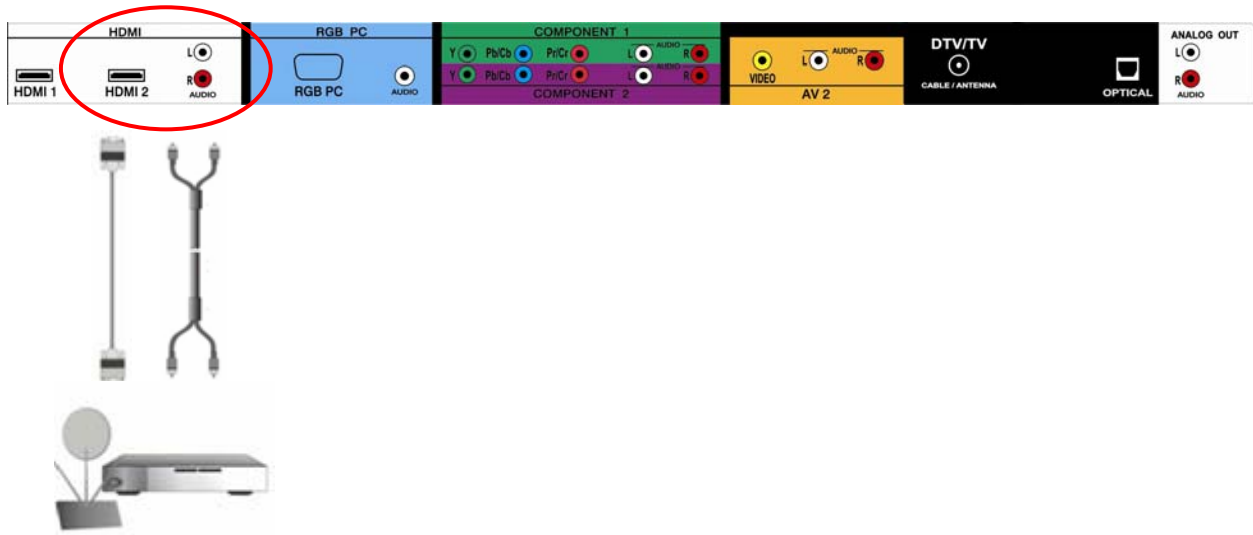 HDMI
L
R
HDMI 1
HDMI 2
AUDIO
RGB PC
RGB PC
AUDIO
COMPONENT 1
Y Pb/Cb Pr/Cr L AUDIO R
Y Pb/Cb Pr/Cr L AUDIO R
COMPONENT 2
VIDEO
L AUDIO R
AV 2
DTV/TV
CABLE / ANTENNA
OPTICAL
ANALOG OUT
L
R
AUDIO